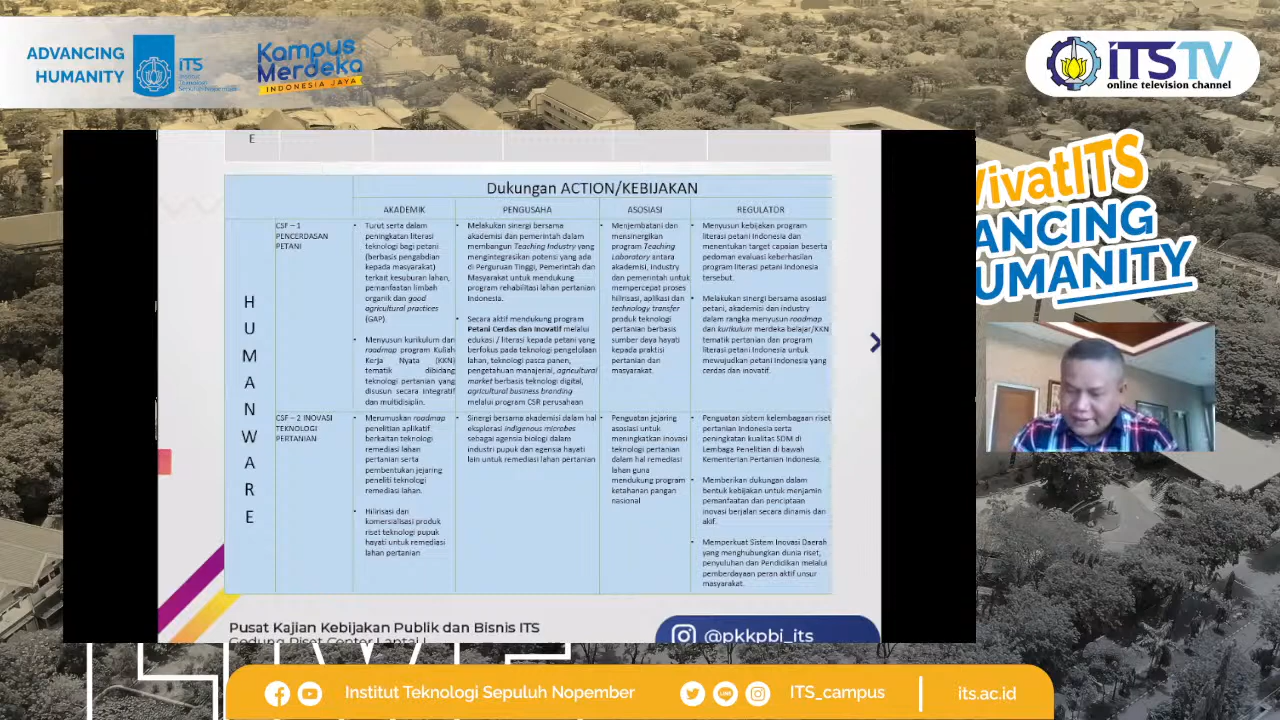 ADVANCING
HUMANITY
ITS
Institut
Teknologi
Sepuluh Nopember
Kampus
Merdeka
INDONESIA JAYA
iTSTV
online television channel
VivatITS
ANCING
UMANITY
E
Dukungan ACTION/KEBIJAKAN
AKADEMIK
PENGUSAHA
ASOSIASI
REGULATOR
HUMANWARE
CSF – 1
PENCERDASAN
PETANI
• Turut serta dalam
peningkatan literasi
teknologi bagi petani
(berbasis pengabdian
kepada masyarakat)
terkait kesuburan lahan,
pemanfaatan limbah
organik dan good
agricultural practices
(GAP).
• Menyusun kurikulum dan
roadmap program Kuliah
Kerja Nyata (KKN)
tematik dibidang
teknologi pertanian yang
disusun secara integratif
dan multidisiplin.
• Melakukan sinergi bersama
akademisi dan pemerintah dalam
membangun Teaching Industry yang
mengintegrasikan potensi yang ada
di Perguruan Tinggi, Pemerintah dan
Masyarakat untuk mendukung
program rehabilitasi lahan pertanian
Indonesia.
• Secara aktif mendukung program
Petani Cerdas dan Inovatif melalui
edukasi / literasi kepada petani yang
berfokus pada teknologi pengelolaan
lahan, teknologi pasca panen,
pengetahuan manajerial, agricultural
market berbasis teknologi digital,
agricultural business branding
melalui program CSR perusahaan
• Menjembatani dan
mensinergikan
program Teaching
Laboratory antara
akademisi, industry
dan pemerintah untuk
mempercepat proses
hilirisasi, aplikasi dan
technology transfer
produk teknologi
pertanian berbasis
sumber daya hayati
kepada praktisi
pertanian dan
masyarakat.
• Menyusun kebijakan program
literasi petani Indonesia dan
menentukan target capaian beserta
pedoman evaluasi keberhasilan
program literasi petani Indonesia
tersebut.
• Melakukan sinergi bersama asosiasi
petani, akademisi dan industry
dalam rangka menyusun roadmap
dan kurikulum merdeka belajar/KKN
tematik pertanian dan program
literasi petani Indonesia untuk
mewujudkan petani Indonesia yang
cerdas dan inovatif.
CSF – 2 INOVASI
TEKNOLOGI
PERTANIAN
• Merumuskan roadmap
penelitian aplikatif
berkaitan teknologi
remediasi lahan
pertanian serta
pembentukan jejaring
peneliti teknologi
remediasi lahan.
• Hilirisasi dan
komersialisasi produk
riset teknologi pupuk
hayati untuk remediasi
lahan pertanian
• Sinergi bersama akademisi dalam hal
eksplorasi indigenous microbes
sebagai agensia biologi dalam
industri pupuk dan agensia hayati
lain untuk remediasi lahan pertanian
• Penguatan jejaring
asosiasi untuk
meningkatkan inovasi
teknologi pertanian
dalam hal remediasi
lahan guna
mendukung program
ketahanan pangan
nasional
• Penguatan sistem kelembagaan riset
pertanian Indonesia serta
peningkatan kualitas SDM di
Lembaga Penelitian di bawah
Kementerian Pertanian Indonesia.
• Memberikan dukungan dalam
bentuk kebijakan untuk menjamin
pemanfaatan dan penciptaan
inovasi berjalan secara dinamis dan
aktif.
• Memperkuat Sistem Inovasi Daerah
yang menghubungkan dunia riset,
penyuluhan dan Pendidikan melalui
pemberdayaan peran aktif unsur
masyarakat.
Pusat Kajian Kebijakan Publik dan Bisnis ITS
Gedung Riset Center Lantai I
@pkkpbi_its
Institut Teknologi Sepuluh Nopember
ITS_campus
its.ac.id